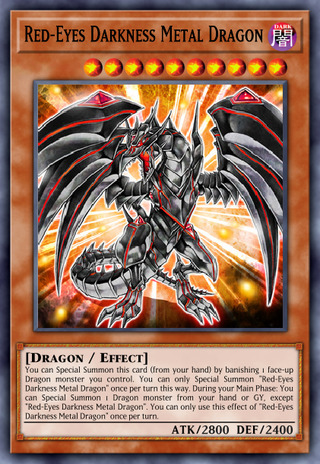 Red-Eyes Darkness Metal Dragon
DARK
闇
[Dragon / Effect]
You can Special Summon this card (from your hand) by banishing 1 face-up
Dragon monster you control. You can only Special Summon "Red-Eyes
Darkness Metal Dragon" once per turn this way. During your Main Phase: You
can Special Summon 1 Dragon monster from your hand or GY, except
"Red-Eyes Darkness Metal Dragon". You can only use this effect of "Red-Eyes
Darkness Metal Dragon" once per turn.
ATK/2800 DEF/2400